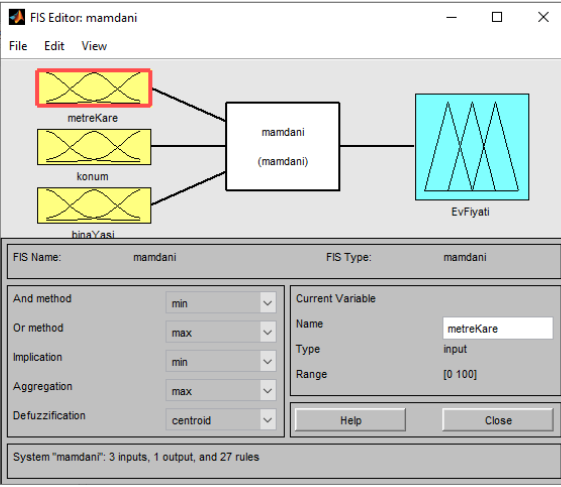 FIS Editor: mamdani
File Edit View
metreKare
konum
binaYasi
mamdani
(mamdani)
EvFiyati
FIS Name: mamdani FIS Type: mamdani
And method min
Or method max
Implication min
Aggregation max
Defuzzification centroid
Current Variable
Name metreKare
Type input
Range [0 100]
Help Close
System "mamdani": 3 inputs, 1 output, and 27 rules